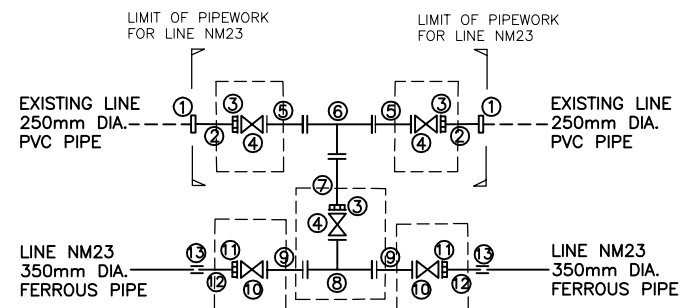 LIMIT OF PIPEWORK
FOR LINE NM23
LIMIT OF PIPEWORK
FOR LINE NM23
EXISTING LINE
250mm DIA.
PVC PIPE
1 2 3 4 5 6 5 4 3 2 1
EXISTING LINE
250mm DIA.
PVC PIPE
7 3
4
LINE NM23
350mm DIA.
FERROUS PIPE
13 12 11 10 9 8 9 10 11 12 13
LINE NM23
350mm DIA.
FERROUS PIPE